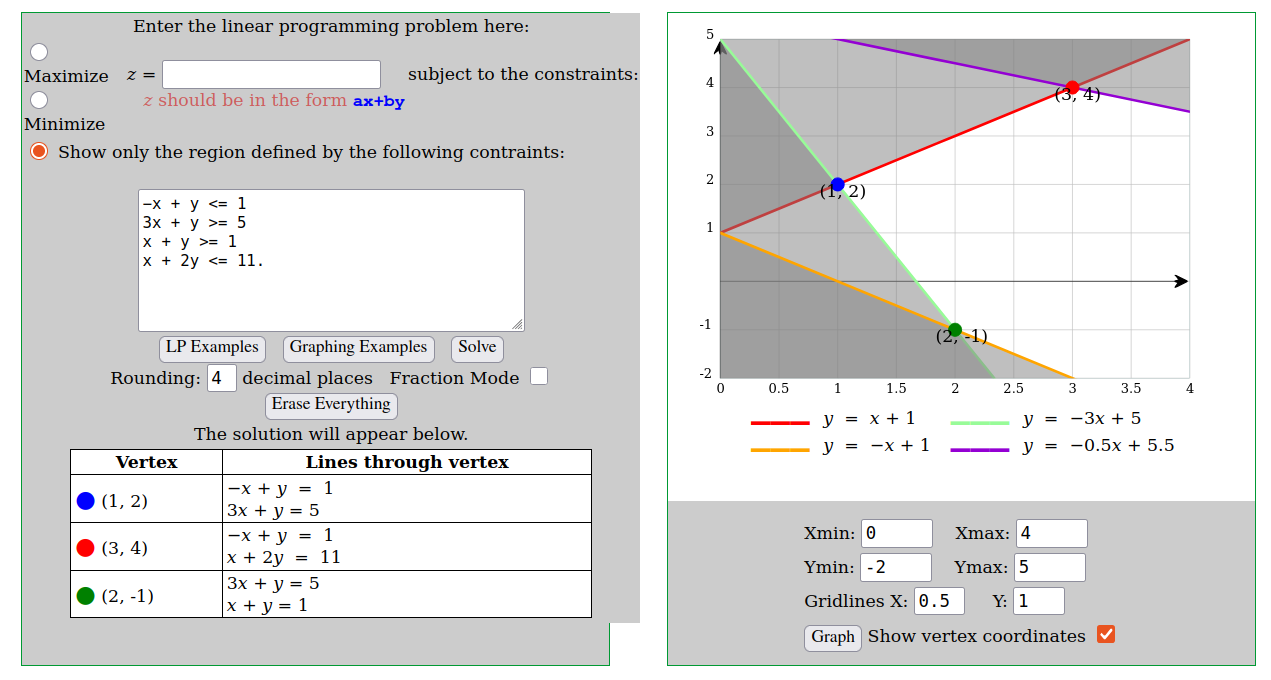 Enter the linear programming problem here:
Maximize z = subject to the constraints:
z should be in the form ax+by
Minimize
Show only the region defined by the following contraints:
−x + y <= 1
3x + y >= 5
x + y >= 1
x + 2y <= 11.
LP Examples Graphing Examples Solve
Rounding: 4 decimal places Fraction Mode
Erase Everything
The solution will appear below.
Vertex Lines through vertex
(1, 2) −x + y = 1
3x + y = 5
(3, 4) −x + y = 1
x + 2y = 11
(2, -1) 3x + y = 5
x + y = 1
5
4
(3, 4)
3
2
(1, 2)
1
-1
(2, -1)
-2
0 0.5 1 1.5 2 2.5 3 3.5 4
y = x + 1 y = −3x + 5
y = −x + 1 y = −0.5x + 5.5
Xmin: 0 Xmax: 4
Ymin: -2 Ymax: 5
Gridlines X: 0.5 Y: 1
Graph Show vertex coordinates